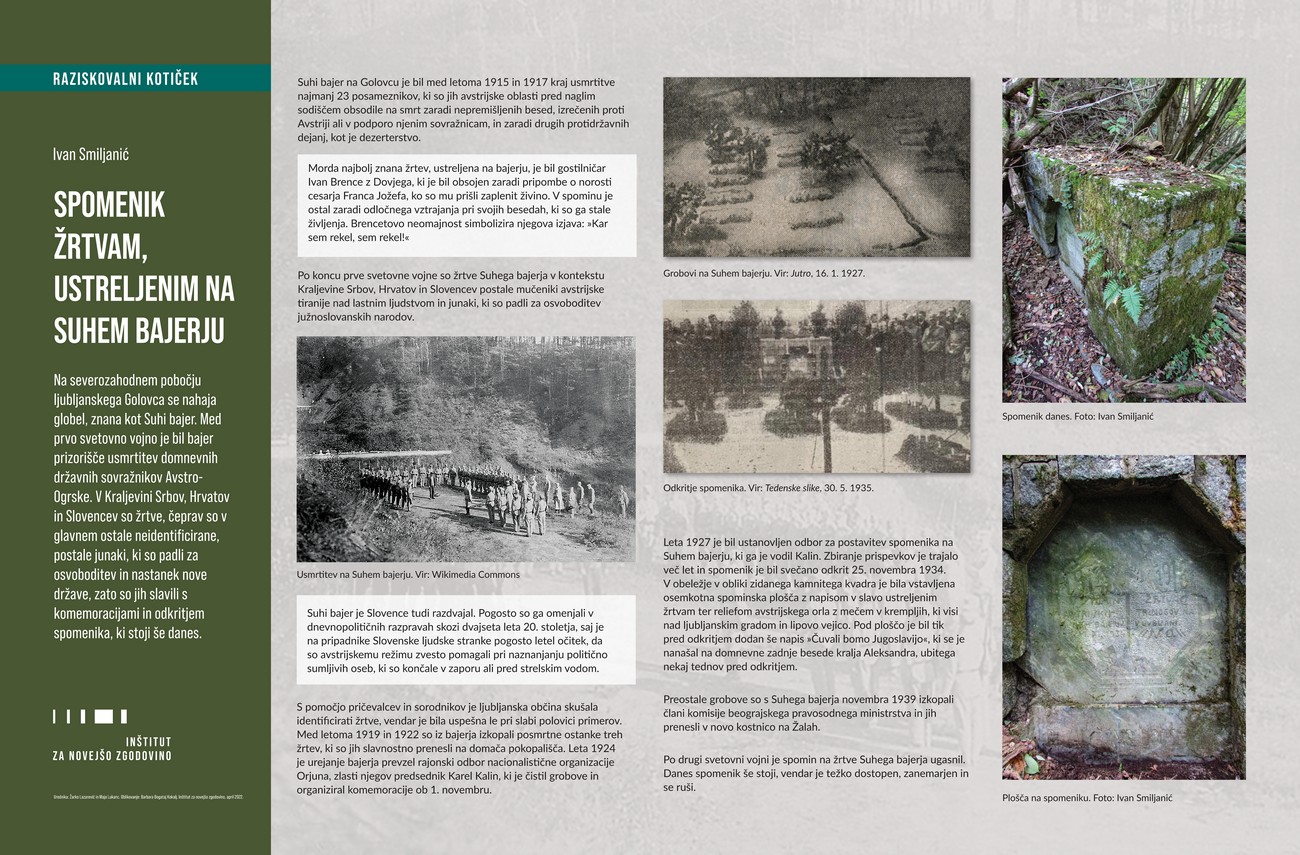 RAZISKOVALNI KOTIČEK
Ivan Smiljanić
SPOMENIK
ŽRTVAM,
USTRELJENIM NA
SUHEM BAJERJU
Na severozahodnem pobočju
ljubljanskega Golovca se nahaja
globel, znana kot Suhi bajer. Med
prvo svetovno vojno je bil bajer
prizorišče usmrtitev domnevnih
državnih sovražnikov Avstro-
Ogrske. V Kraljevini Srbov, Hrvatov
in Slovencev so žrtve, čeprav so v
glavnem ostale neidentificirane,
postale junaki, ki so padli za
osvoboditev in nastanek nove
države, zato so jih slavili s
komemoracijami in odkritjem
spomenika, ki stoji še danes.
INŠTITUT
ZA NOVEJŠO ZGODOVINO
Suhi bajer na Golovcu je bil med letoma 1915 in 1917 kraj usmrtitve
najmanj 23 posameznikov, ki so jih avstrijske oblasti pred naglim
sodiščem obsodile na smrt zaradi nepremišljenih besed, izrečenih proti
Avstriji ali v podporo njenim sovražnicam, in zaradi drugih protidržavnih
dejanj, kot je dezerterstvo.
Morda najbolj znana žrtev, ustreljena na bajerju, je bil gostilničar
Ivan Brence z Dovjega, ki je bil obsojen zaradi pripombe o norosti
cesarja Franca Jožefa, ko so mu prišli zaplenit živino. V spominu je
ostal zaradi odločnega vztrajanja pri svojih besedah, ki so ga stale
življenja. Brencetovo neomajnost simbolizira njegova izjava: »Kar
sem rekel, sem rekel!«
Po koncu prve svetovne vojne so žrtve Suhega bajerja v kontekstu
Kraljevine Srbov, Hrvatov in Slovencev postale mučeniki avstrijske
tiranije nad lastnim ljudstvom in junaki, ki so padli za osvoboditev
južnoslovanskih narodov.
Usmrtitev na Suhem bajerju. Vir: Wikimedia Commons
Suhi bajer je Slovence tudi razdvajal. Pogosto so ga omenjali v
dnevnopolitičnih razpravah skozi dvajseta leta 20. stoletja, saj je
na pripadnike Slovenske ljudske stranke pogosto letel očitek, da
so avstrijskemu režimu zvesto pomagali pri naznanjanju politično
sumljivih oseb, ki so končale v zaporu ali pred strelskim vodom.
S pomočjo pričevalcev in sorodnikov je ljubljanska občina skušala
identificirati žrtve, vendar je bila uspešna le pri slabi polovici primerov.
Med letoma 1919 in 1922 so iz bajerja izkopali posmrtne ostanke treh
žrtev, ki so jih slavnostno prenesli na domača pokopališča. Leta 1924
je urejanje bajerja prevzel rajonski odbor nacionalistične organizacije
Orjuna, zlasti njegov predsednik Karel Kalin, ki je čistil grobove in
organiziral komemoracije ob 1. novembru.
Grobovi na Suhem bajerju. Vir: Jutro, 16. 1. 1927.
Odkritje spomenika. Vir: Tedenske slike, 30. 5. 1935.
Leta 1927 je bil ustanovljen odbor za postavitev spomenika na
Suhem bajerju, ki ga je vodil Kalin. Zbiranje prispevkov je trajalo
več let in spomenik je bil svečano odkrit 25. novembra 1934.
V obeležje v obliki zidanega kamnitega kvadra je bila vstavljena
osemkotna spominska plošča z napisom v slavo ustreljenim
žrtvam ter reliefom avstrijskega orla z mečem v krempljih, ki visi
nad ljubljanskim gradom in lipovo vejico. Pod ploščo je bil tik
pred odkritjem dodan še napis »Čuvali bomo Jugoslavijo«, ki se je
nanašal na domnevne zadnje besede kralja Aleksandra, ubitega
nekaj tednov pred odkritjem.
Preostale grobove so s Suhega bajerja novembra 1939 izkopali
člani komisije beograjskega pravosodnega ministrstva in jih
prenesli v novo kostnico na Žalah.
Po drugi svetovni vojni je spomin na žrtve Suhega bajerja ugasnil.
Danes spomenik še stoji, vendar je težko dostopen, zanemarjen in
se ruši.
Spomenik danes. Foto: Ivan Smiljanić
Plošča na spomeniku. Foto: Ivan Smiljanić